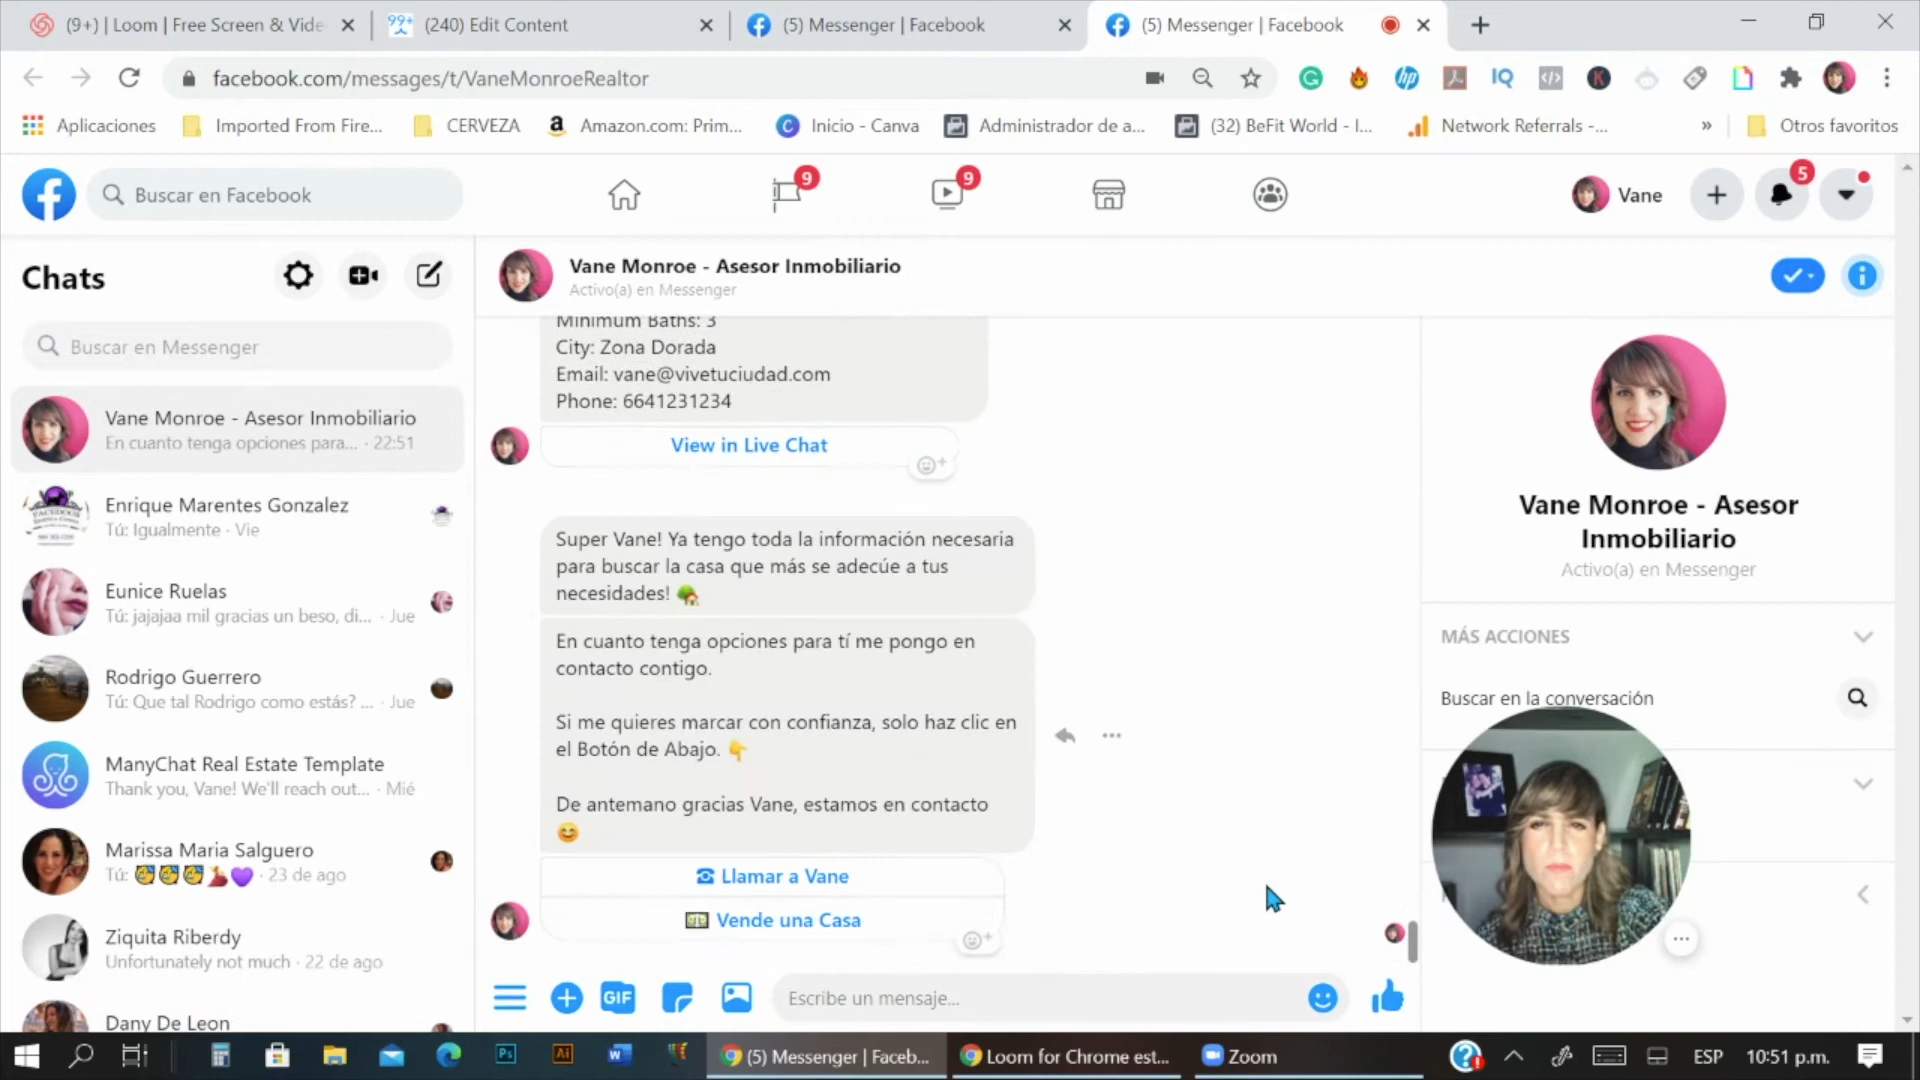 (9+) | Loom | Free Screen & Vide
(240) Edit Content
(5) Messenger | Facebook
(5) Messenger | Facebook
facebook.com/messages/t/VaneMonroeRealtor
Aplicaciones
Imported From Fire...
CERVEZA
Amazon.com: Prim...
Inicio - Canva
Administrador de a...
(32) BeFit World - I...
Network Referrals -...
»
Otros favoritos
Buscar en Facebook
9
9
Vane
5
Chats
Buscar en Messenger
Vane Monroe - Asesor Inmobiliario
En cuanto tenga opciones para... · 22:51
Enrique Marentes Gonzalez
Tú: Igualmente · Vie
Eunice Ruelas
Tú: jajajaa mil gracias un beso, di... · Jue
Rodrigo Guerrero
Tú: Que tal Rodrigo como estás? ... · Jue
ManyChat Real Estate Template
Thank you, Vane! We'll reach out... · Mié
Marissa Maria Salguero
Tú: 🥳🥳🥳💃💜 · 23 de ago
Ziquita Riberdy
Unfortunately not much · 22 de ago
Dany De Leon
Vane Monroe - Asesor Inmobiliario
Activo(a) en Messenger
Minimum Baths: 3
City: Zona Dorada
Email: vane@vivetuciudad.com
Phone: 6641231234
View in Live Chat
Super Vane! Ya tengo toda la información necesaria
para buscar la casa que más se adecúe a tus
necesidades! 🏡
En cuanto tenga opciones para tí me pongo en
contacto contigo.
Si me quieres marcar con confianza, solo haz clic en
el Botón de Abajo. 👇
De antemano gracias Vane, estamos en contacto
😊
☎ Llamar a Vane
💵 Vende una Casa
GIF
Escribe un mensaje...
Vane Monroe - Asesor
Inmobiliario
Activo(a) en Messenger
MÁS ACCIONES
Buscar en la conversación
(5) Messenger | Faceb...
Loom for Chrome est...
Zoom
ESP
10:51 p.m.